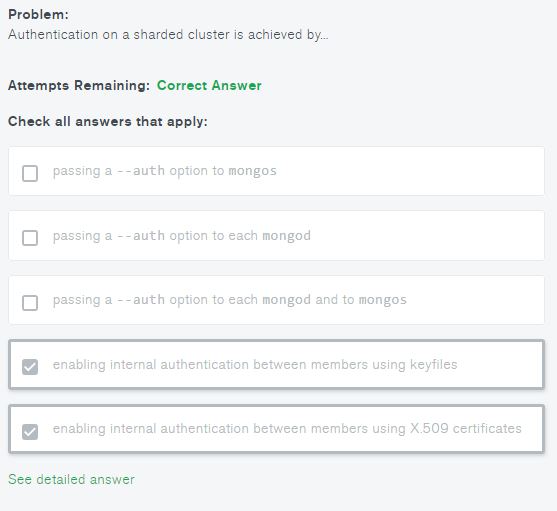 Problem:
Authentication on a sharded cluster is achieved by...
Attempts Remaining: Correct Answer
Check all answers that apply:
passing a --auth option to mongos
passing a --auth option to each mongod
passing a --auth option to each mongod and to mongos
enabling internal authentication between members using keyfiles
enabling internal authentication between members using X.509 certificates
See detailed answer